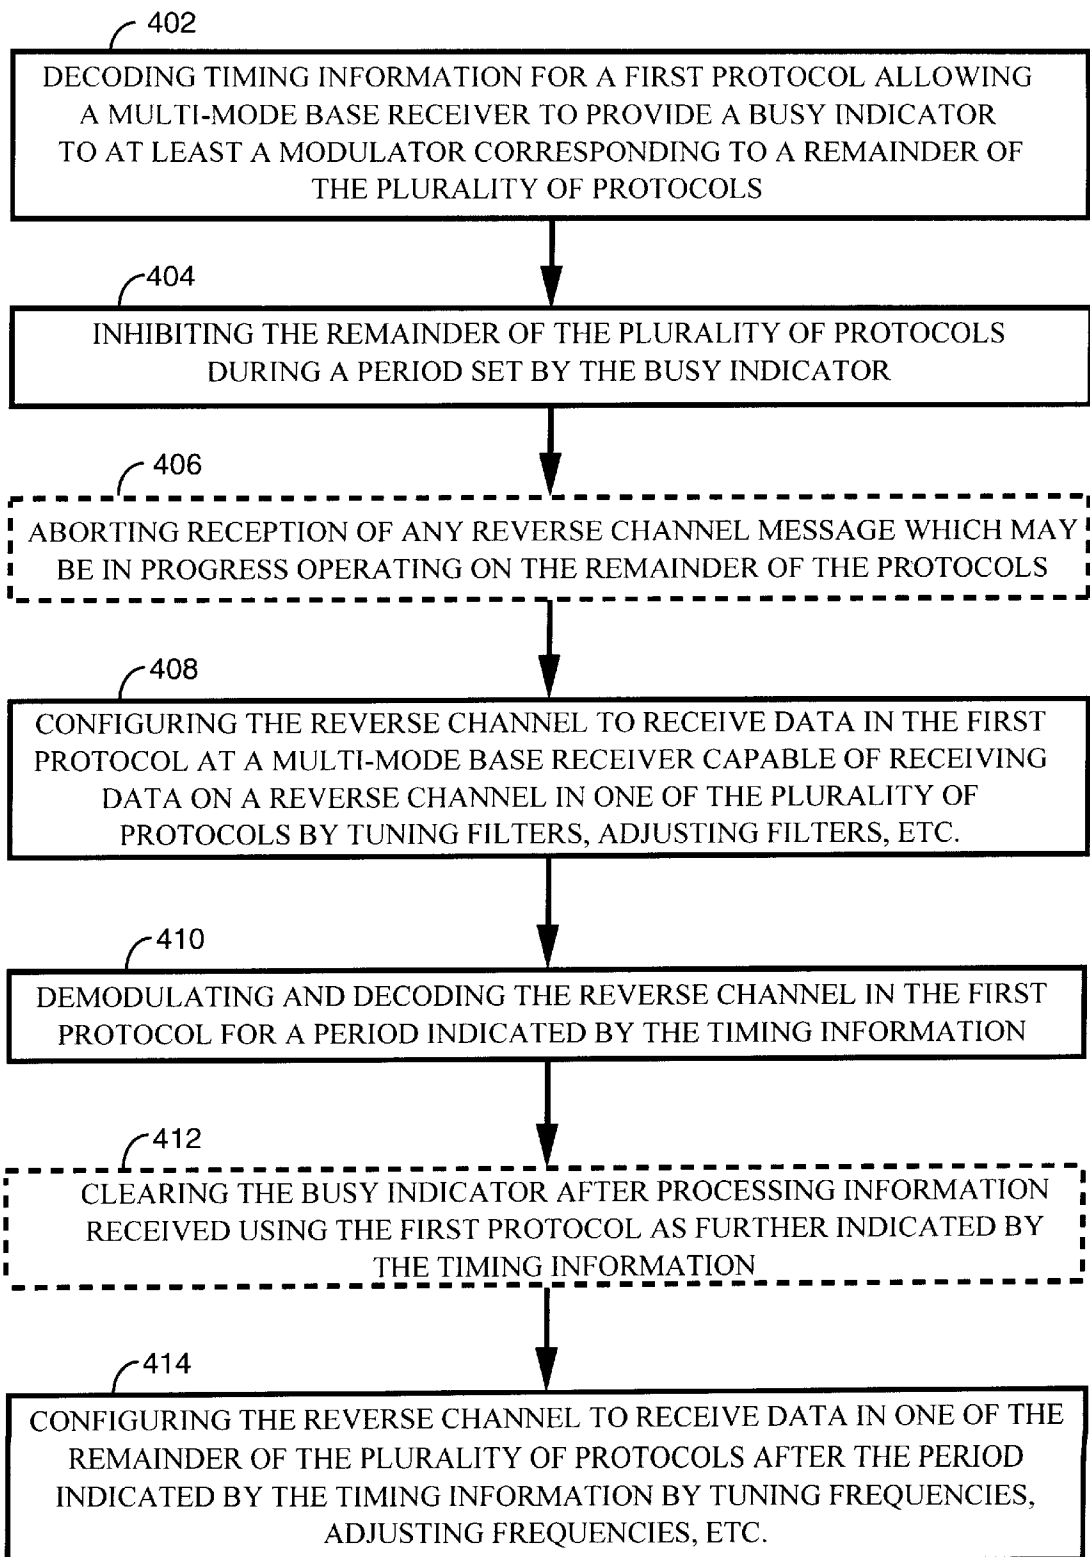 402
DECODING TIMING INFORMATION FOR A FIRST PROTOCOL ALLOWING
A MULTI-MODE BASE RECEIVER TO PROVIDE A BUSY INDICATOR
TO AT LEAST A MODULATOR CORRESPONDING TO A REMAINDER OF
THE PLURALITY OF PROTOCOLS
404
INHIBITING THE REMAINDER OF THE PLURALITY OF PROTOCOLS
DURING A PERIOD SET BY THE BUSY INDICATOR
406
ABORTING RECEPTION OF ANY REVERSE CHANNEL MESSAGE WHICH MAY
BE IN PROGRESS OPERATING ON THE REMAINDER OF THE PROTOCOLS
408
CONFIGURING THE REVERSE CHANNEL TO RECEIVE DATA IN THE FIRST
PROTOCOL AT A MULTI-MODE BASE RECEIVER CAPABLE OF RECEIVING
DATA ON A REVERSE CHANNEL IN ONE OF THE PLURALITY OF
PROTOCOLS BY TUNING FILTERS, ADJUSTING FILTERS, ETC.
410
DEMODULATING AND DECODING THE REVERSE CHANNEL IN THE FIRST
PROTOCOL FOR A PERIOD INDICATED BY THE TIMING INFORMATION
412
CLEARING THE BUSY INDICATOR AFTER PROCESSING INFORMATION
RECEIVED USING THE FIRST PROTOCOL AS FURTHER INDICATED BY
THE TIMING INFORMATION
414
CONFIGURING THE REVERSE CHANNEL TO RECEIVE DATA IN ONE OF THE
REMAINDER OF THE PLURALITY OF PROTOCOLS AFTER THE PERIOD
INDICATED BY THE TIMING INFORMATION BY TUNING FREQUENCIES,
ADJUSTING FREQUENCIES, ETC.